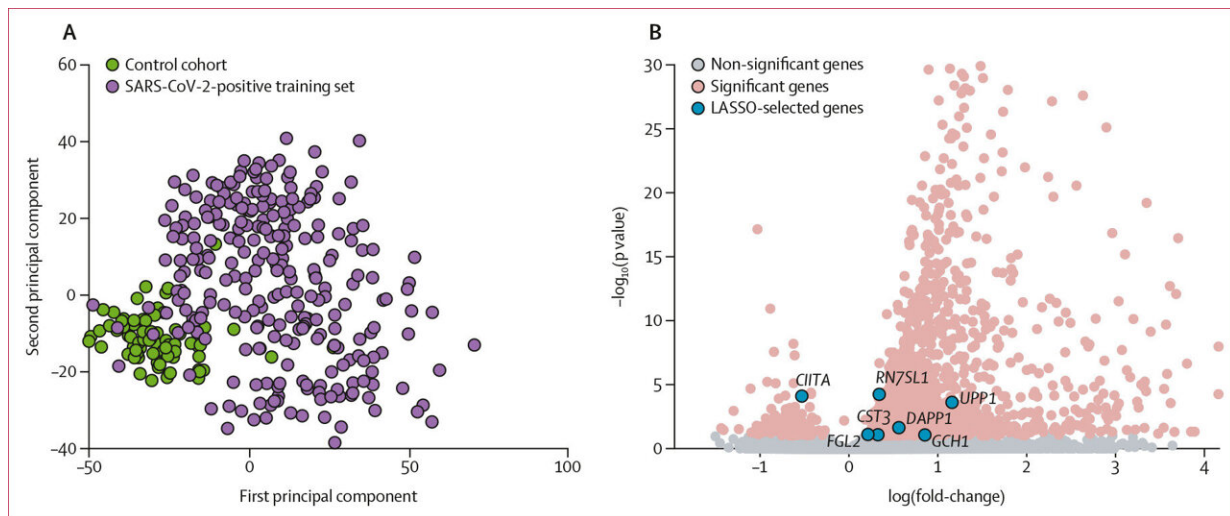 A
Control cohort
SARS-CoV-2-positive training set
60
40
20
0
−20
−40
Second principal component
−50
0
50
100
First principal component
B
Non-significant genes
Significant genes
LASSO-selected genes
30
25
20
15
10
5
0
−log₁₀(p value)
CIITA
RN7SL1
UPP1
CST3
DAPP1
FGL2
GCH1
−1
0
1
2
3
4
log(fold-change)